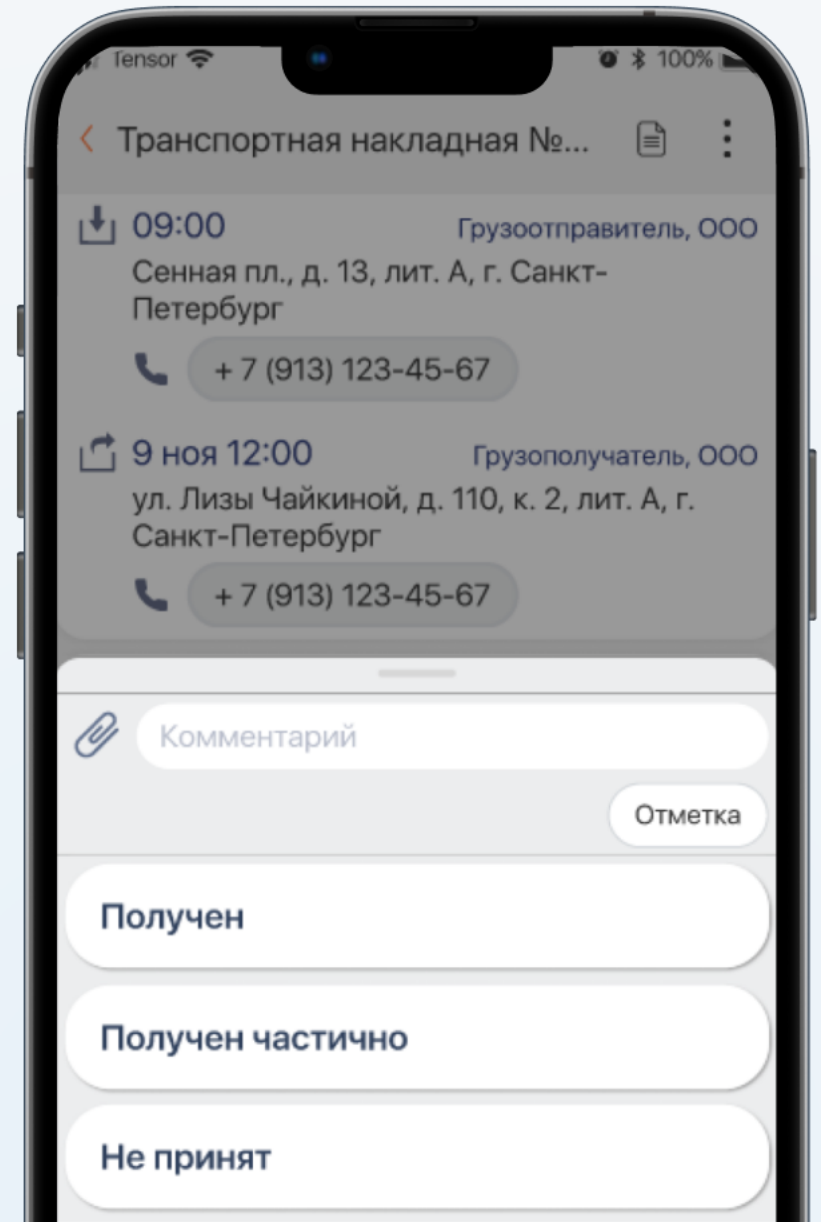 Tensor 100%
Транспортная накладная №...
09:00 Грузоотправитель, ООО
Сенная пл., д. 13, лит. А, г. Санкт-
Петербург
+ 7 (913) 123-45-67
9 ноя 12:00 Грузополучатель, ООО
ул. Лизы Чайкиной, д. 110, к. 2, лит. А, г.
Санкт-Петербург
+ 7 (913) 123-45-67
Комментарий
Отметка
Получен
Получен частично
Не принят